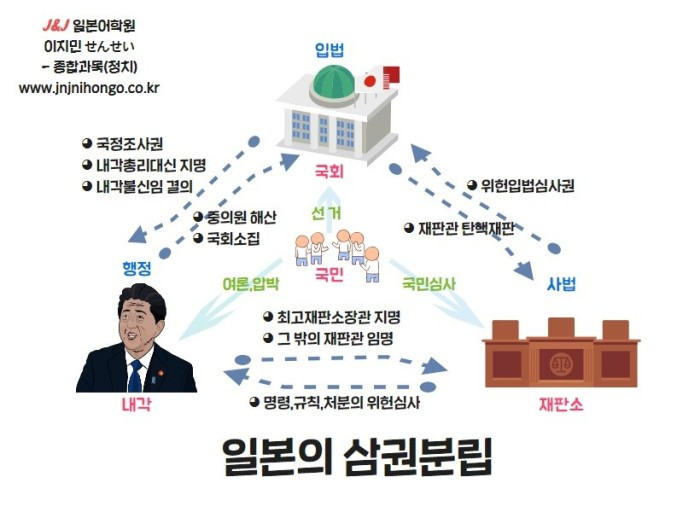 J&J 일본어학원
이지민 せんせい
- 종합과목(정치)
www.jnjnihongo.co.kr
입법
국회
국정조사권
내각총리대신 지명
내각불신임 결의
중의원 해산
국회소집
위헌입법심사권
재판관 탄핵재판
선거
국민
여론,압박
국민심사
행정
내각
사법
재판소
최고재판소장관 지명
그 밖의 재판관 임명
명령,규칙,처분의 위헌심사
일본의 삼권분립